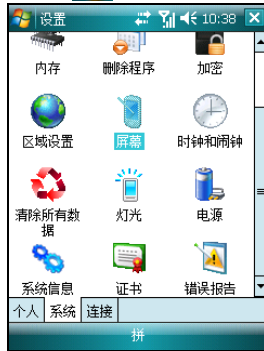 设置 10:38
内存 删除程序 加密
区域设置 屏幕 时钟和闹钟
清除所有数据 灯光 电源
系统信息 证书 错误报告
个人 系统 连接
拼